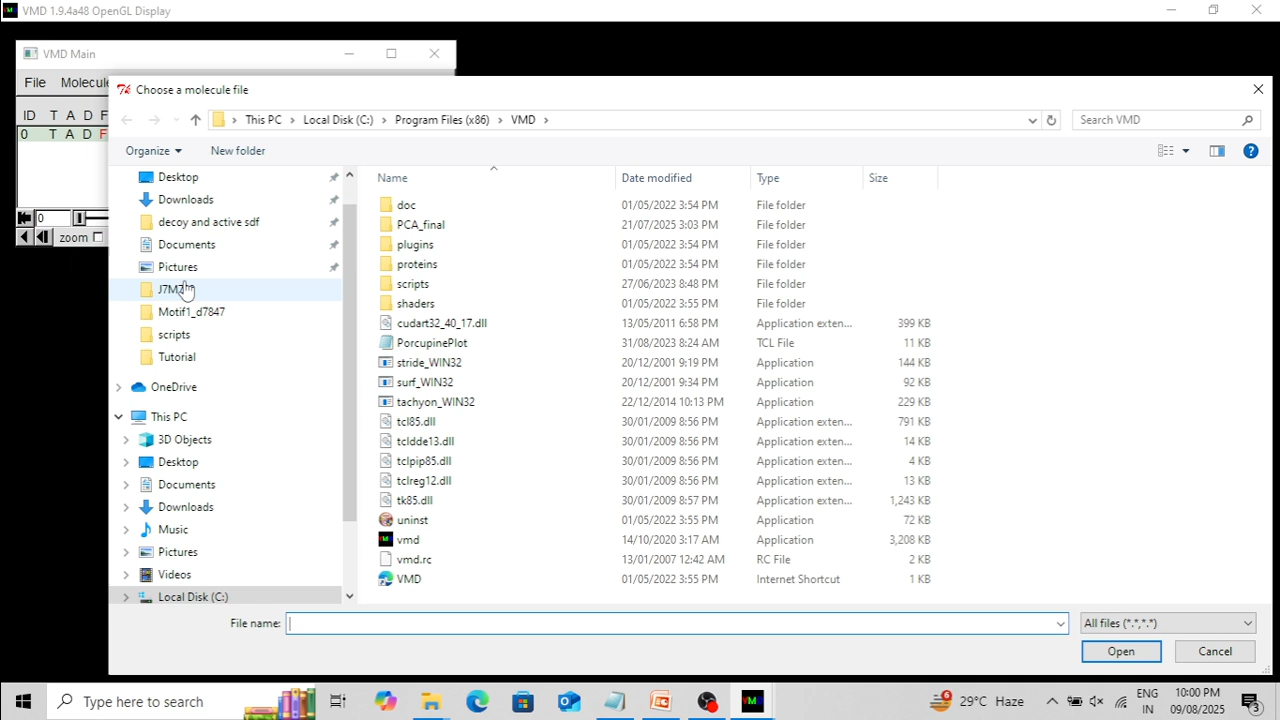 VMD 1.9.4a48 OpenGL Display
VMD Main
File Molecule
ID T A D F
0 T A D F
0
zoom
Choose a molecule file
This PC > Local Disk (C:) > Program Files (x86) > VMD >
Search VMD
Organize
New folder
Name Date modified Type Size
Desktop
Downloads
decoy and active sdf
Documents
Pictures
Motif1_d7847
scripts
Tutorial
OneDrive
This PC
3D Objects
Desktop
Documents
Downloads
Music
Pictures
Videos
Local Disk (C:)
doc 01/05/2022 3:54 PM File folder
PCA_final 21/07/2025 3:03 PM File folder
plugins 01/05/2022 3:54 PM File folder
proteins 01/05/2022 3:54 PM File folder
scripts 27/06/2023 8:48 PM File folder
shaders 01/05/2022 3:55 PM File folder
cudart32_40_17.dll 13/05/2011 6:58 PM Application exten... 399 KB
PorcupinePlot 31/08/2023 8:24 AM TCL File 11 KB
stride_WIN32 20/12/2001 9:19 PM Application 144 KB
surf_WIN32 20/12/2001 9:34 PM Application 92 KB
tachyon_WIN32 22/12/2014 10:13 PM Application 229 KB
tcl85.dll 30/01/2009 8:56 PM Application exten... 791 KB
tcldde13.dll 30/01/2009 8:56 PM Application exten... 14 KB
tclpip85.dll 30/01/2009 8:56 PM Application exten... 4 KB
tclreg12.dll 30/01/2009 8:56 PM Application exten... 13 KB
tk85.dll 30/01/2009 8:57 PM Application exten... 1,243 KB
uninst 01/05/2022 3:55 PM Application 72 KB
vmd 14/10/2020 3:17 AM Application 3,208 KB
vmd.rc 13/01/2007 12:42 AM RC File 2 KB
VMD 01/05/2022 3:55 PM Internet Shortcut 1 KB
File name:
All files (*.*,*.*)
Open
Cancel
Type here to search
6
29°C Haze
ENG
IN
10:00 PM
09/08/2025
3